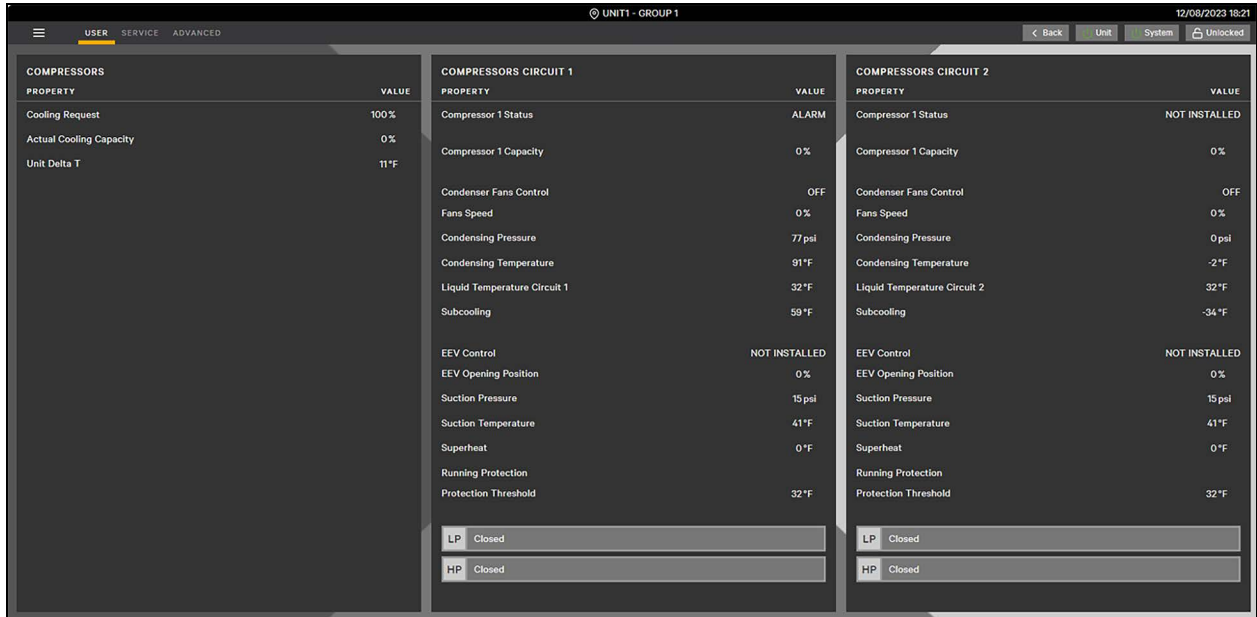 UNIT1 - GROUP 1
12/08/2023 18:21
USER SERVICE ADVANCED
Back Unit System Unlocked
COMPRESSORS
PROPERTY VALUE
Cooling Request 100%
Actual Cooling Capacity 0%
Unit Delta T 11°F
COMPRESSORS CIRCUIT 1
PROPERTY VALUE
Compressor 1 Status ALARM
Compressor 1 Capacity 0%
Condenser Fans Control OFF
Fans Speed 0%
Condensing Pressure 77 psi
Condensing Temperature 91°F
Liquid Temperature Circuit 1 32°F
Subcooling 59°F
EEV Control NOT INSTALLED
EEV Opening Position 0%
Suction Pressure 15 psi
Suction Temperature 41°F
Superheat 0°F
Running Protection
Protection Threshold 32°F
LP Closed
HP Closed
COMPRESSORS CIRCUIT 2
PROPERTY VALUE
Compressor 1 Status NOT INSTALLED
Compressor 1 Capacity 0%
Condenser Fans Control OFF
Fans Speed 0%
Condensing Pressure 0 psi
Condensing Temperature -2°F
Liquid Temperature Circuit 2 32°F
Subcooling -34°F
EEV Control NOT INSTALLED
EEV Opening Position 0%
Suction Pressure 15 psi
Suction Temperature 41°F
Superheat 0°F
Running Protection
Protection Threshold 32°F
LP Closed
HP Closed